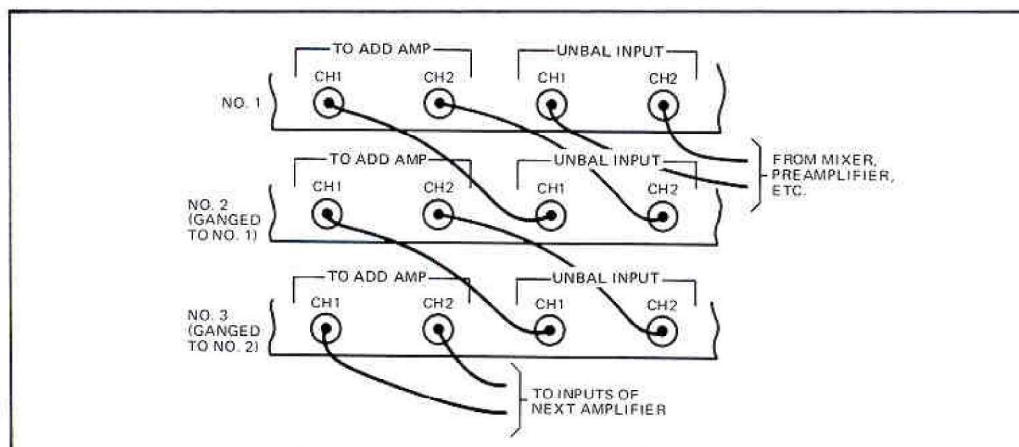 TO ADD AMP
UNBAL INPUT
CH1
CH2
CH1
CH2
NO. 1
FROM MIXER,
PREAMPLIFIER,
ETC.
TO ADD AMP
UNBAL INPUT
CH1
CH2
CH1
CH2
NO. 2
(GANGED
TO NO. 1)
TO ADD AMP
UNBAL INPUT
CH1
CH2
CH1
CH2
NO. 3
(GANGED
TO NO. 2)
TO INPUTS OF
NEXT AMPLIFIER